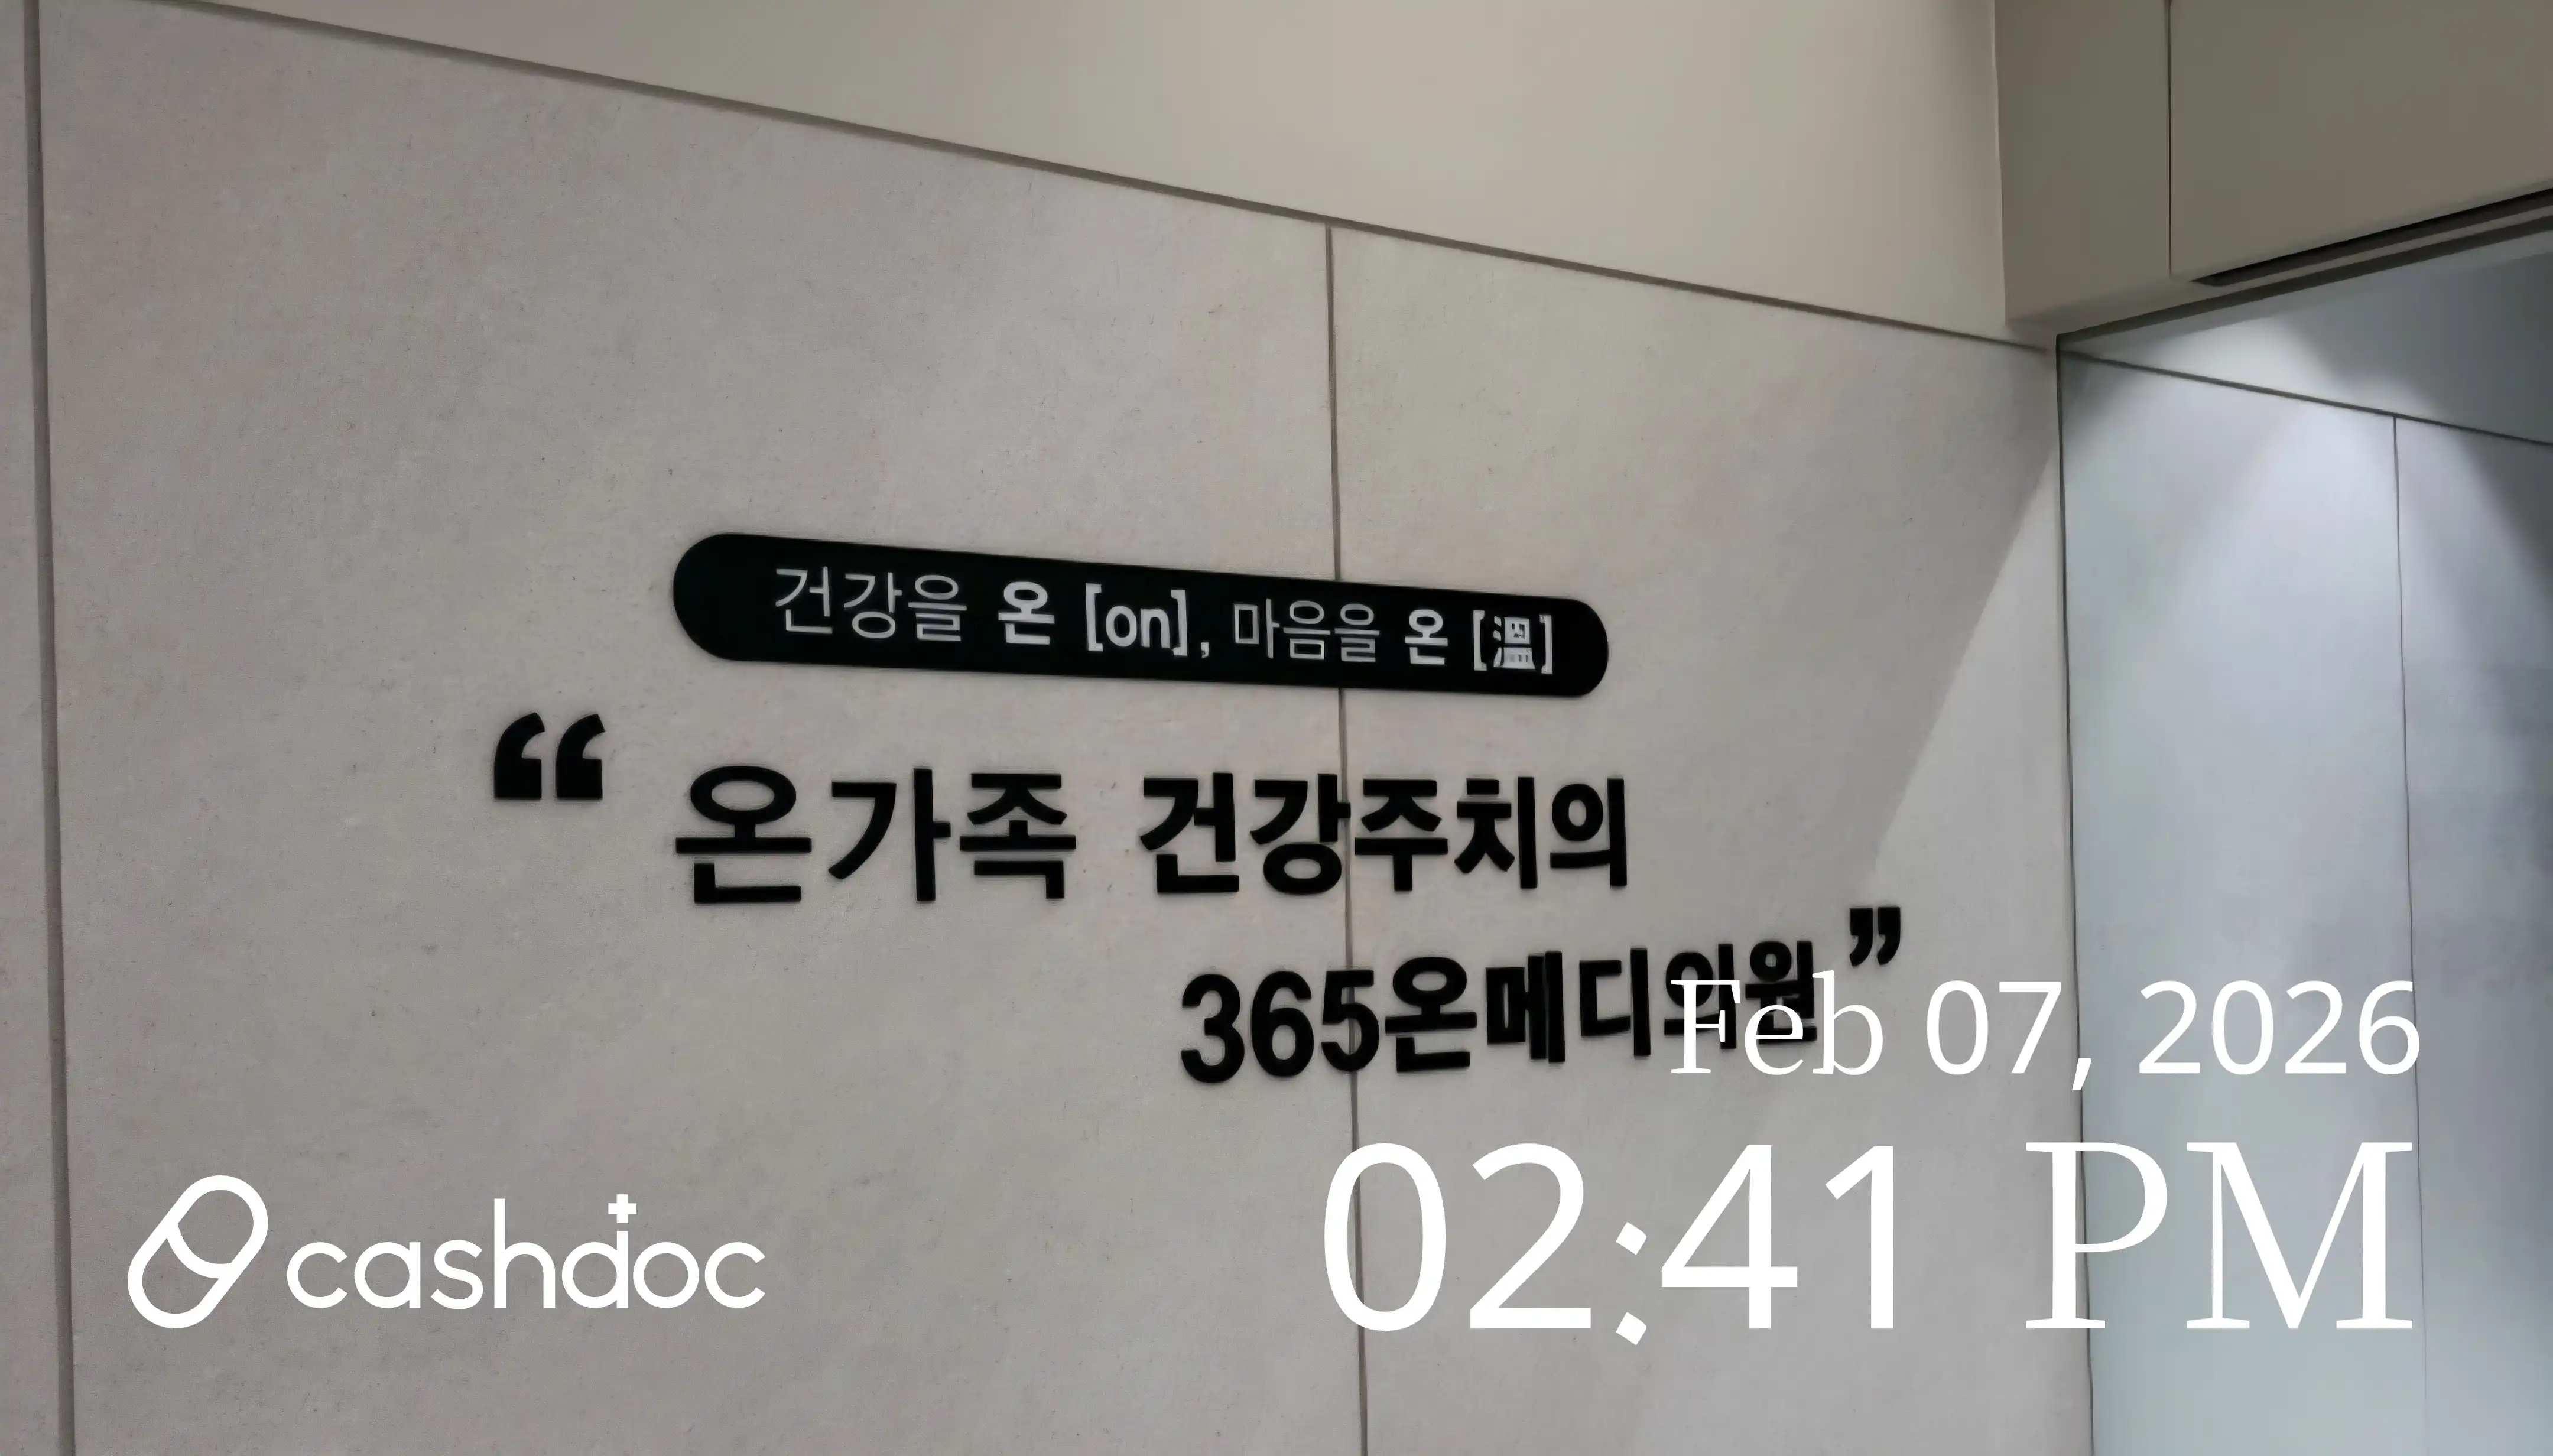 건강을 온 [on], 마음을 온 [溫]
“ 온가족 건강주치의
365온메디의원 ”
Feb 07, 2026
02:41 PM
cashdoc